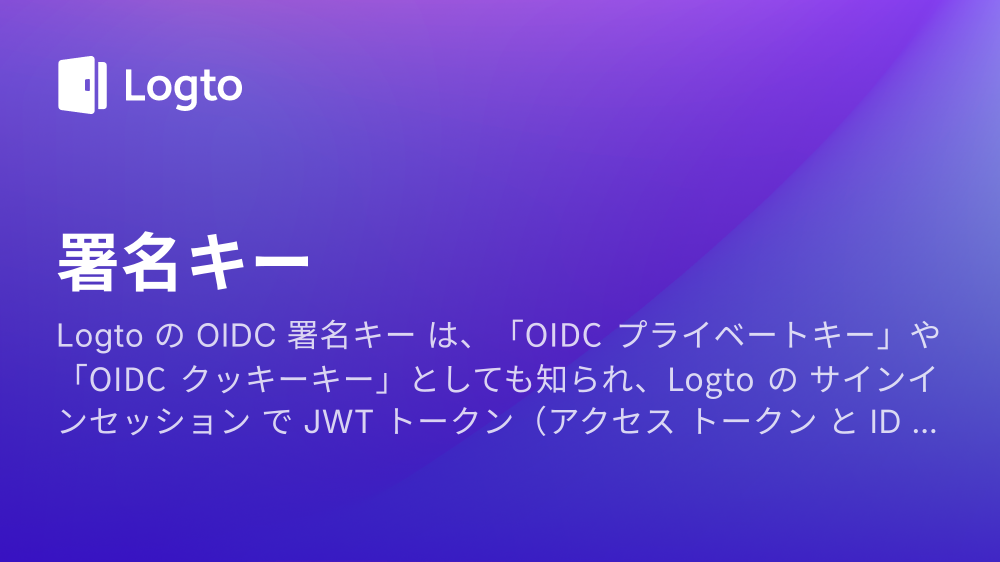 Logto
署名キー
Logto の OIDC 署名キー は、「OIDC プライベートキー」や
「OIDC クッキーキー」としても知られ、Logto の サインイ
ンセッション で JWT トークン（アクセス トークン と ID ...